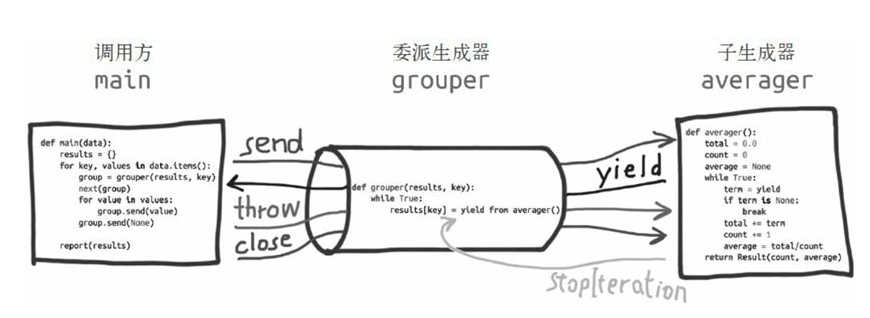 调用方
main
委派生成器
grouper
子生成器
averager
def main(data):
    results = {}
    for key, values in data.items():
        group = grouper(results, key)
        next(group)
        for value in values:
            group.send(value)
        group.send(None)
    report(results)
send
throw
close
def grouper(results, key):
    while True:
        results[key] = yield from averager()
yield
StopIteration
def averager():
    total = 0.0
    count = 0
    average = None
    while True:
        term = yield
        if term is None:
            break
        total += term
        count += 1
        average = total/count
    return Result(count, average)